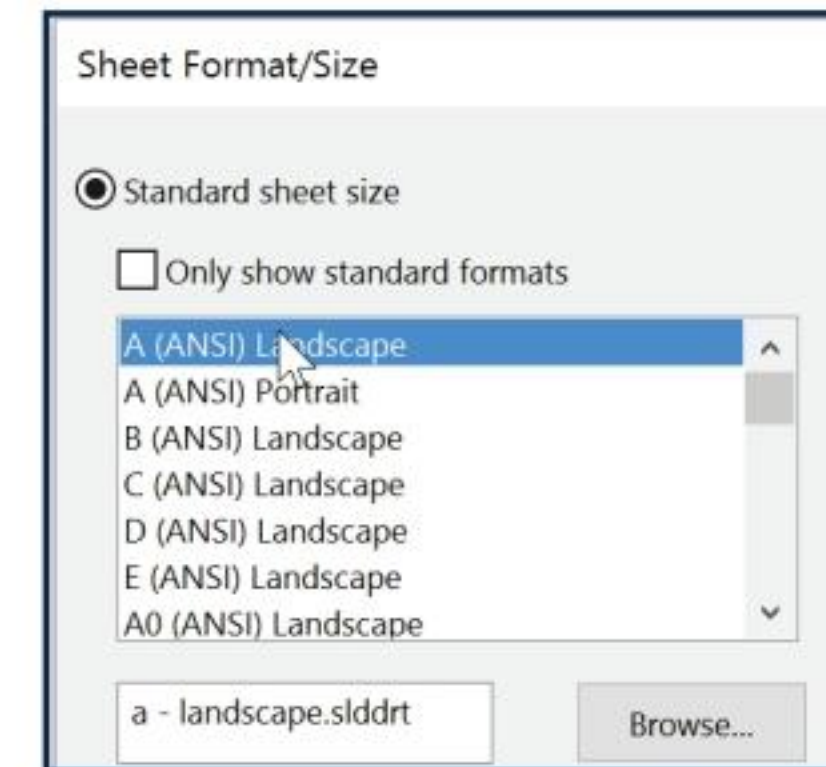 Sheet Format/Size
Standard sheet size
Only show standard formats
A (ANSI) Landscape
A (ANSI) Portrait
B (ANSI) Landscape
C (ANSI) Landscape
D (ANSI) Landscape
E (ANSI) Landscape
A0 (ANSI) Landscape
a - landscape.slddrt
Browse...